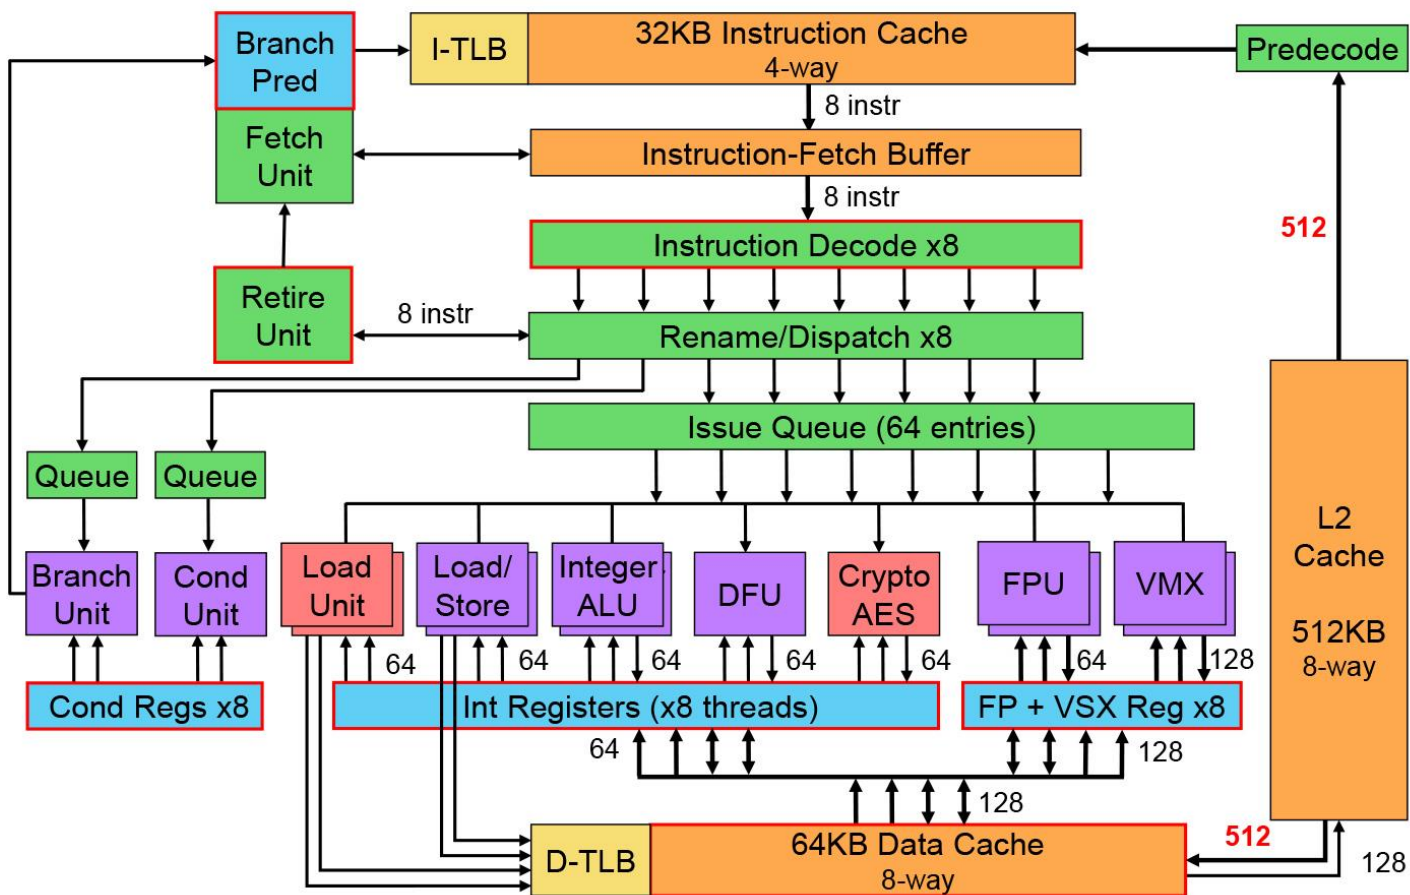 Branch
Pred
I-TLB
32KB Instruction Cache
4-way
Predecode
8 instr
Fetch
Unit
Instruction-Fetch Buffer
8 instr
512
Instruction Decode x8
Retire
Unit
8 instr
Rename/Dispatch x8
Issue Queue (64 entries)
Queue
Queue
Branch
Unit
Cond
Unit
Load
Unit
Load/
Store
Integer
ALU
DFU
Crypto
AES
FPU
VMX
L2
Cache
512KB
8-way
64
64
64
64
64
64
128
Cond Regs x8
Int Registers (x8 threads)
FP + VSX Reg x8
64
128
128
D-TLB
64KB Data Cache
8-way
512
128